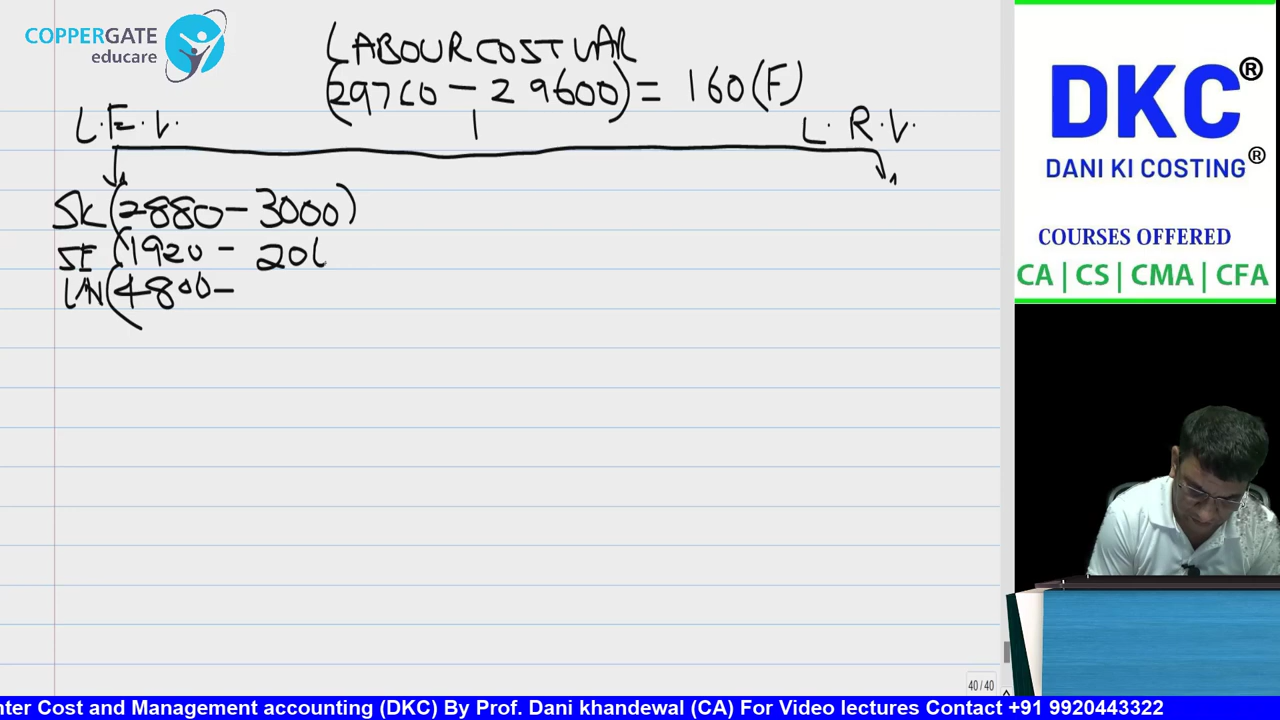 COPPERGATE
educare
LABOUR COST VAR
(29760 - 29600) = 160 (F)
L.E.V.
L.R.V.
SK (2880 - 3000)
SE (1920 -
UN (4800 -
40/40
DKC®
DANI KI COSTING®
COURSES OFFERED
CA | CS | CMA | CFA
nter Cost and Management accounting (DKC) By Prof. Dani khandewal (CA) For Video lectures Contact +91 9920443322